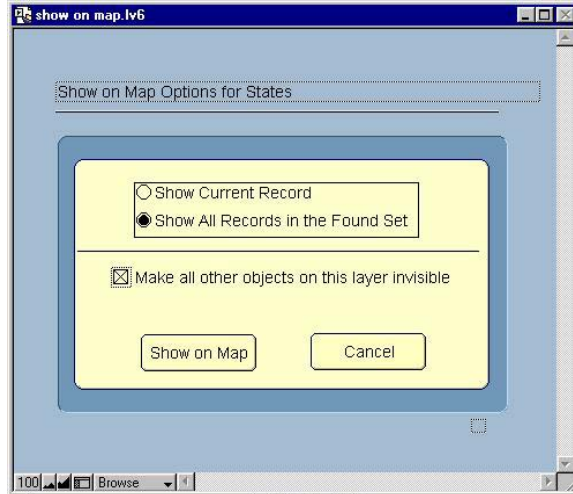 show on map.lv6
Show on Map Options for States
Show Current Record
Show All Records in the Found Set
Make all other objects on this layer invisible
Show on Map
Cancel
100
Browse